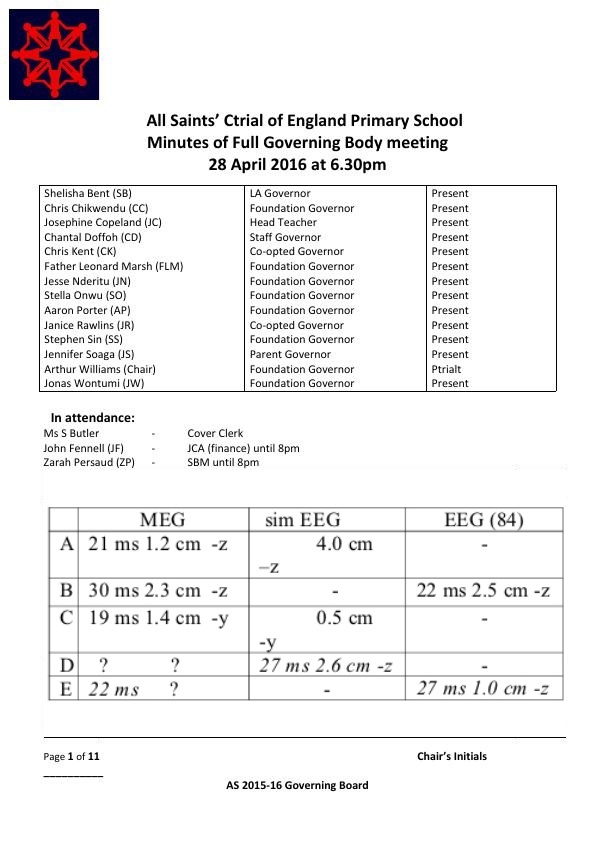 All Saints’ Ctrial of England Primary School
Minutes of Full Governing Body meeting
28 April 2016 at 6.30pm
Shelisha Bent (SB) LA Governor Present
Chris Chikwendu (CC) Foundation Governor Present
Josephine Copeland (JC) Head Teacher Present
Chantal Doffoh (CD) Staff Governor Present
Chris Kent (CK) Co-opted Governor Present
Father Leonard Marsh (FLM) Foundation Governor Present
Jesse Nderitu (JN) Foundation Governor Present
Stella Onwu (SO) Foundation Governor Present
Aaron Porter (AP) Foundation Governor Present
Janice Rawlins (JR) Co-opted Governor Present
Stephen Sin (SS) Foundation Governor Present
Jennifer Soaga (JS) Parent Governor Present
Arthur Williams (Chair) Foundation Governor Ptrialt
Jonas Wontumi (JW) Foundation Governor Present
In attendance:
Ms S Butler - Cover Clerk
John Fennell (JF) - JCA (finance) until 8pm
Zarah Persaud (ZP) - SBM until 8pm
MEG sim EEG EEG (84)
A 21 ms 1.2 cm -z 4.0 cm -
–z
B 30 ms 2.3 cm -z - 22 ms 2.5 cm -z
C 19 ms 1.4 cm -y 0.5 cm -
-y
D ? ? 27 ms 2.6 cm -z -
E 22 ms ? - 27 ms 1.0 cm -z
Page 1 of 11 Chair’s Initials
__________
AS 2015-16 Governing Board